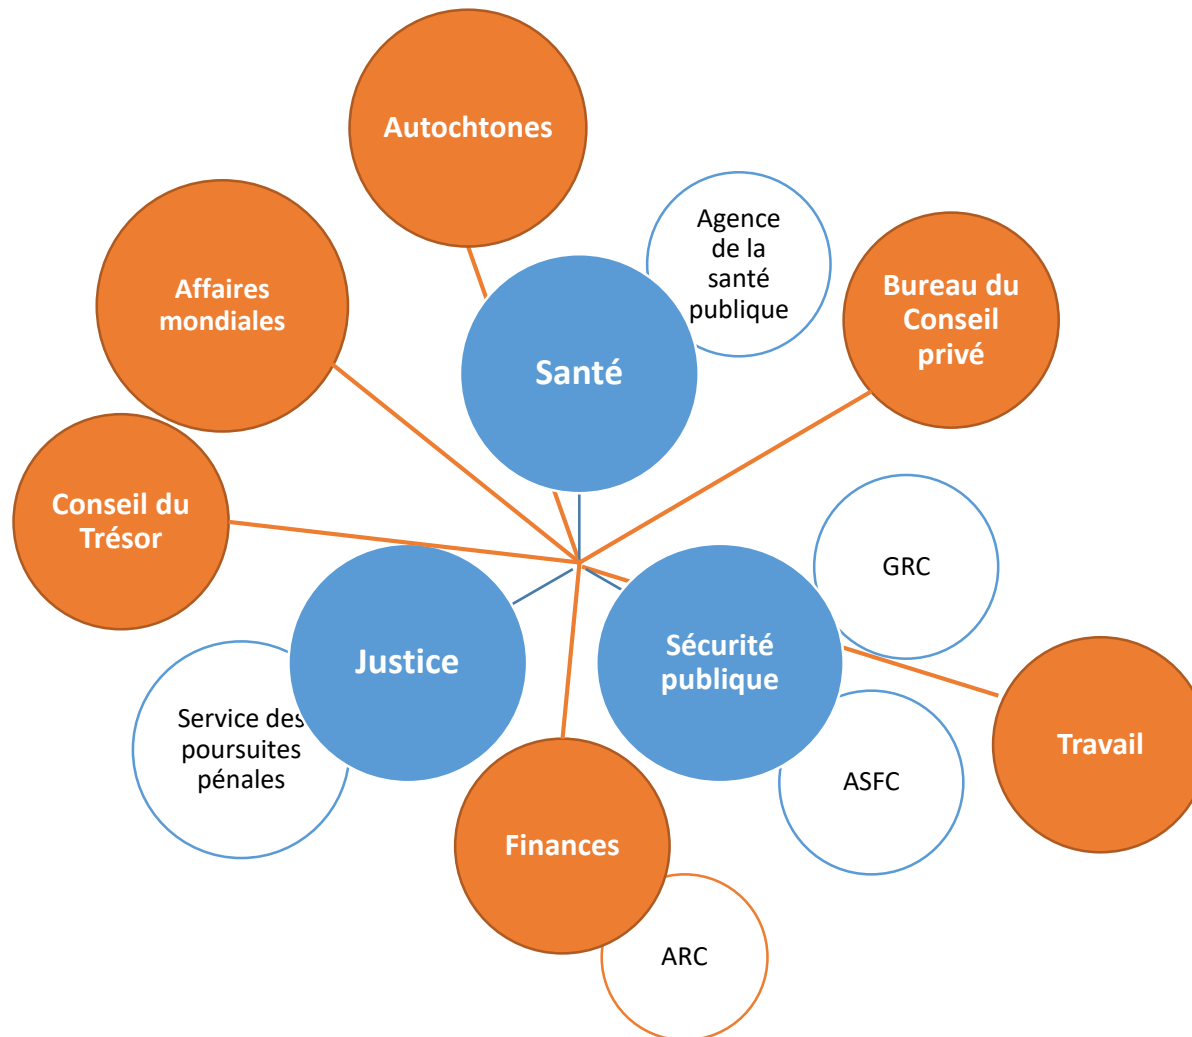 Autochtones
Agence
de la
santé
publique
Bureau du
Conseil
privé
Affaires
mondiales
Santé
Conseil du
Trésor
GRC
Justice
Sécurité
publique
Service des
poursuites
pénales
Travail
ASFC
Finances
ARC